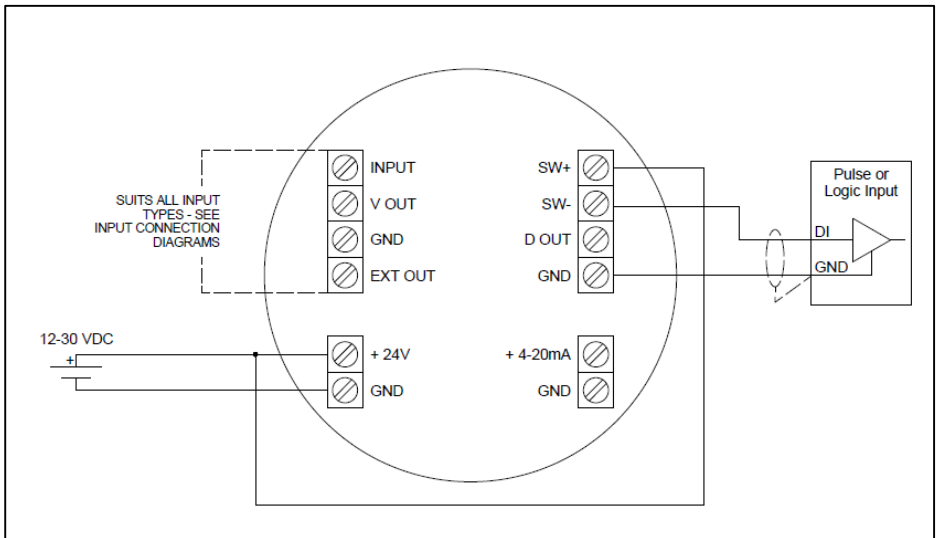 SUITS ALL INPUT
TYPES - SEE
INPUT CONNECTION
DIAGRAMS
INPUT
V OUT
GND
EXT OUT
SW+
SW-
D OUT
GND
Pulse or
Logic Input
DI
GND
12-30 VDC
+
+ 24V
GND
+ 4-20mA
GND